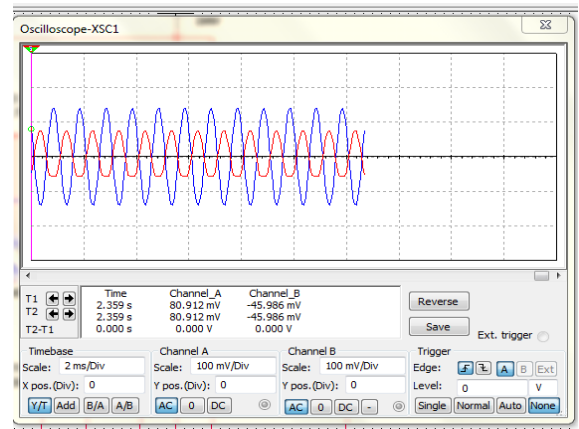 Oscilloscope-XSC1
Time Channel_A Channel_B
T1 2.359 s 80.912 mV -45.986 mV
T2 2.359 s 80.912 mV -45.986 mV
T2-T1 0.000 s 0.000 V 0.000 V
Reverse
Save
Ext. trigger
Timebase Channel A Channel B Trigger
Scale: 2 ms/Div Scale: 100 mV/Div Scale: 100 mV/Div Edge: A B Ext
X pos.(Div): 0 Y pos.(Div): 0 Y pos.(Div): 0 Level: 0 V
Y/T Add B/A A/B AC 0 DC AC 0 DC - Single Normal Auto None